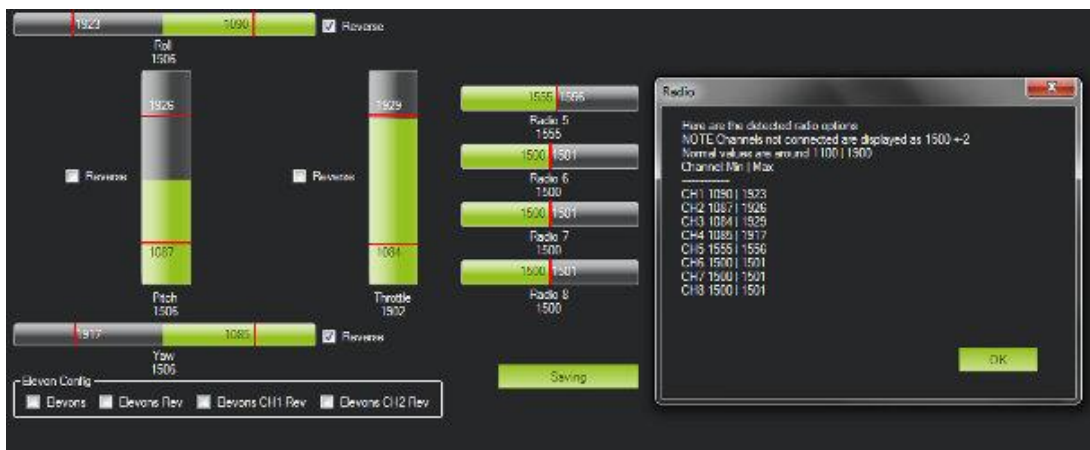 1923 1090 Reverse
Roll
1506
1926
1087
Reverse
Pitch
1506
1929
1084
Reverse
Throttle
1902
1917 1085 Reverse
Yaw
1506
Elevon Config
Elevons Elevons Rev Elevons CH1 Rev Elevons CH2 Rev
1555 1556
Radio 5
1555
1500 1501
Radio 6
1500
1500 1501
Radio 7
1500
1500 1501
Radio 8
1500
Saving
Radio
Here are the detected radio options
NOTE Channels not connected are displayed as 1500 +-2
Normal values are around 1100 | 1900
Channel:Min | Max
-----------
CH1 1090 | 1923
CH2 1087 | 1926
CH3 1084 | 1929
CH4 1085 | 1917
CH5 1555 | 1556
CH6 1500 | 1501
CH7 1500 | 1501
CH8 1500 | 1501
OK